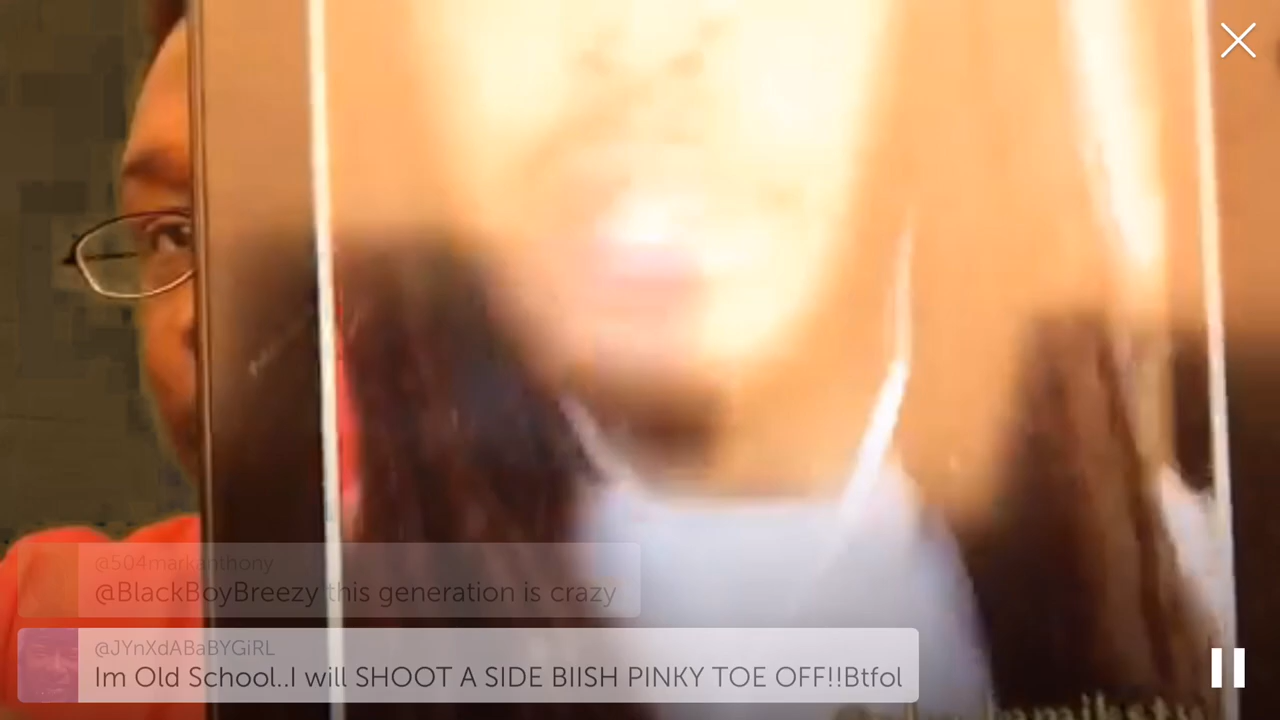 @504markanthony
@BlackBoyBreezy this generation is crazy
@JYnXdABaBYGiRL
Im Old School..I will SHOOT A SIDE BIISH PINKY TOE OFF!!Btfol